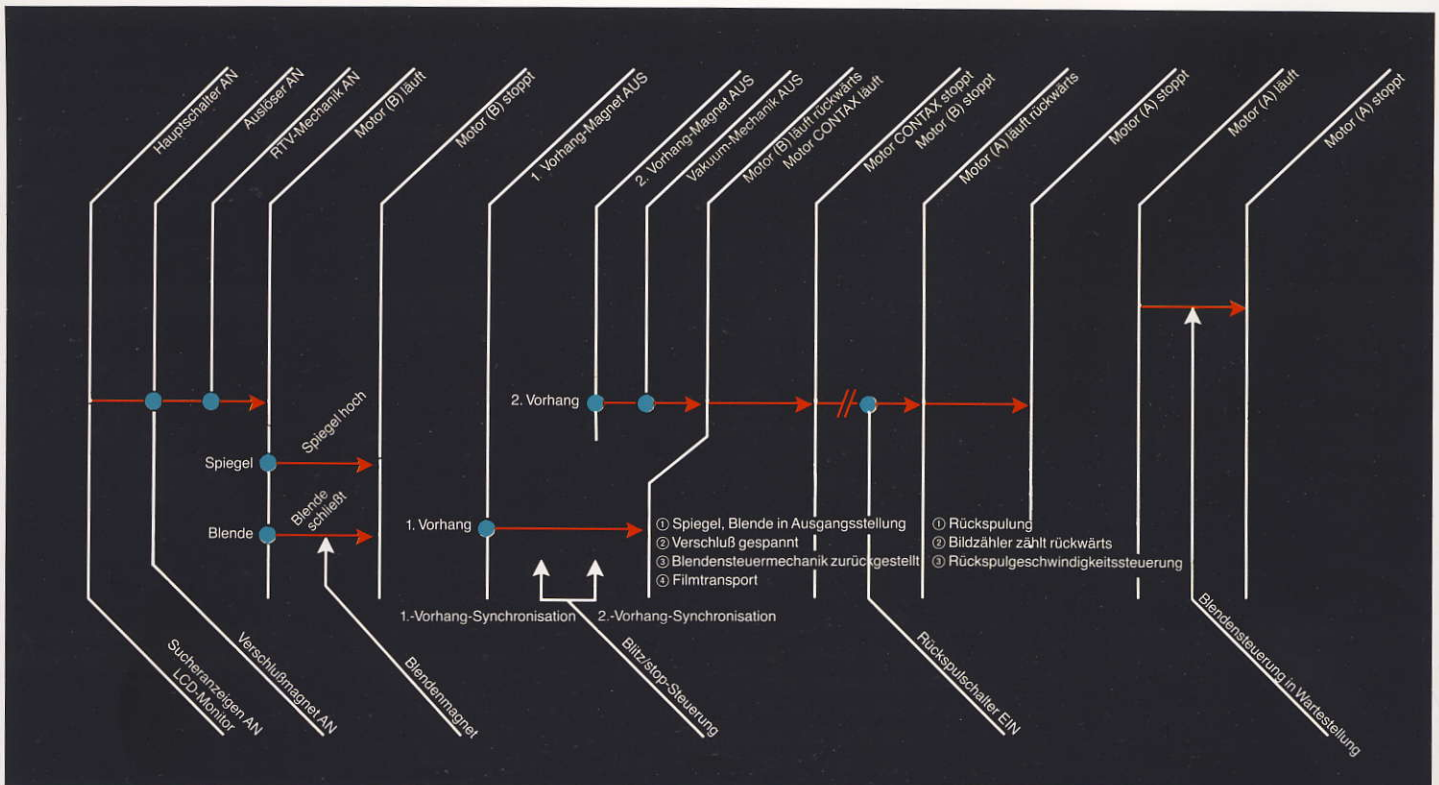 Hauptschalter AN
Auslöser AN
RTV-Mechanik AN
Motor (B) läuft
Motor (B) stoppt
1. Vorhang-Magnet AUS
2. Vorhang-Magnet AUS
Vakuum-Mechanik AUS
Motor (B) läuft rückwärts
Motor CONTAX läuft
Motor CONTAX stoppt
Motor (B) stoppt
Motor (A) läuft rückwärts
Motor (A) stoppt
Motor (A) läuft
Motor (A) stoppt
2. Vorhang
Spiegel hoch
Spiegel
Blende
schließt
Blende
1. Vorhang
① Spiegel, Blende in Ausgangsstellung
② Verschluß gespannt
③ Blendensteuermechanik zurückgestellt
④ Filmtransport
① Rückspulung
② Bildzähler zählt rückwärts
③ Rückspulgeschwindigkeitssteuerung
1.-Vorhang-Synchronisation
2.-Vorhang-Synchronisation
Sucheranzeigen AN
LCD-Monitor
Verschlußmagnet AN
Blendenmagnet
Blitz/stop-Steuerung
Rückspulschalter EIN
Blendensteuerung in Wartestellung